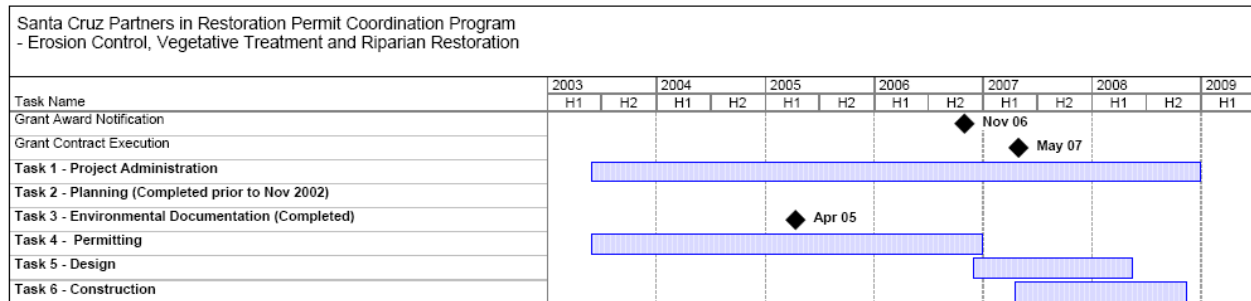 Santa Cruz Partners in Restoration Permit Coordination Program
- Erosion Control, Vegetative Treatment and Riparian Restoration
2003 2004 2005 2006 2007 2008 2009
Task Name H1 H2 H1 H2 H1 H2 H1 H2 H1 H2 H1 H2 H1
Grant Award Notification Nov 06
Grant Contract Execution May 07
Task 1 - Project Administration
Task 2 - Planning (Completed prior to Nov 2002)
Task 3 - Environmental Documentation (Completed) Apr 05
Task 4 - Permitting
Task 5 - Design
Task 6 - Construction